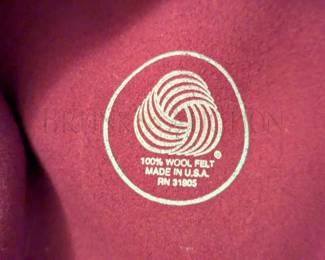 ®
100% WOOL FELT
MADE IN U.S.A.
RN 31805